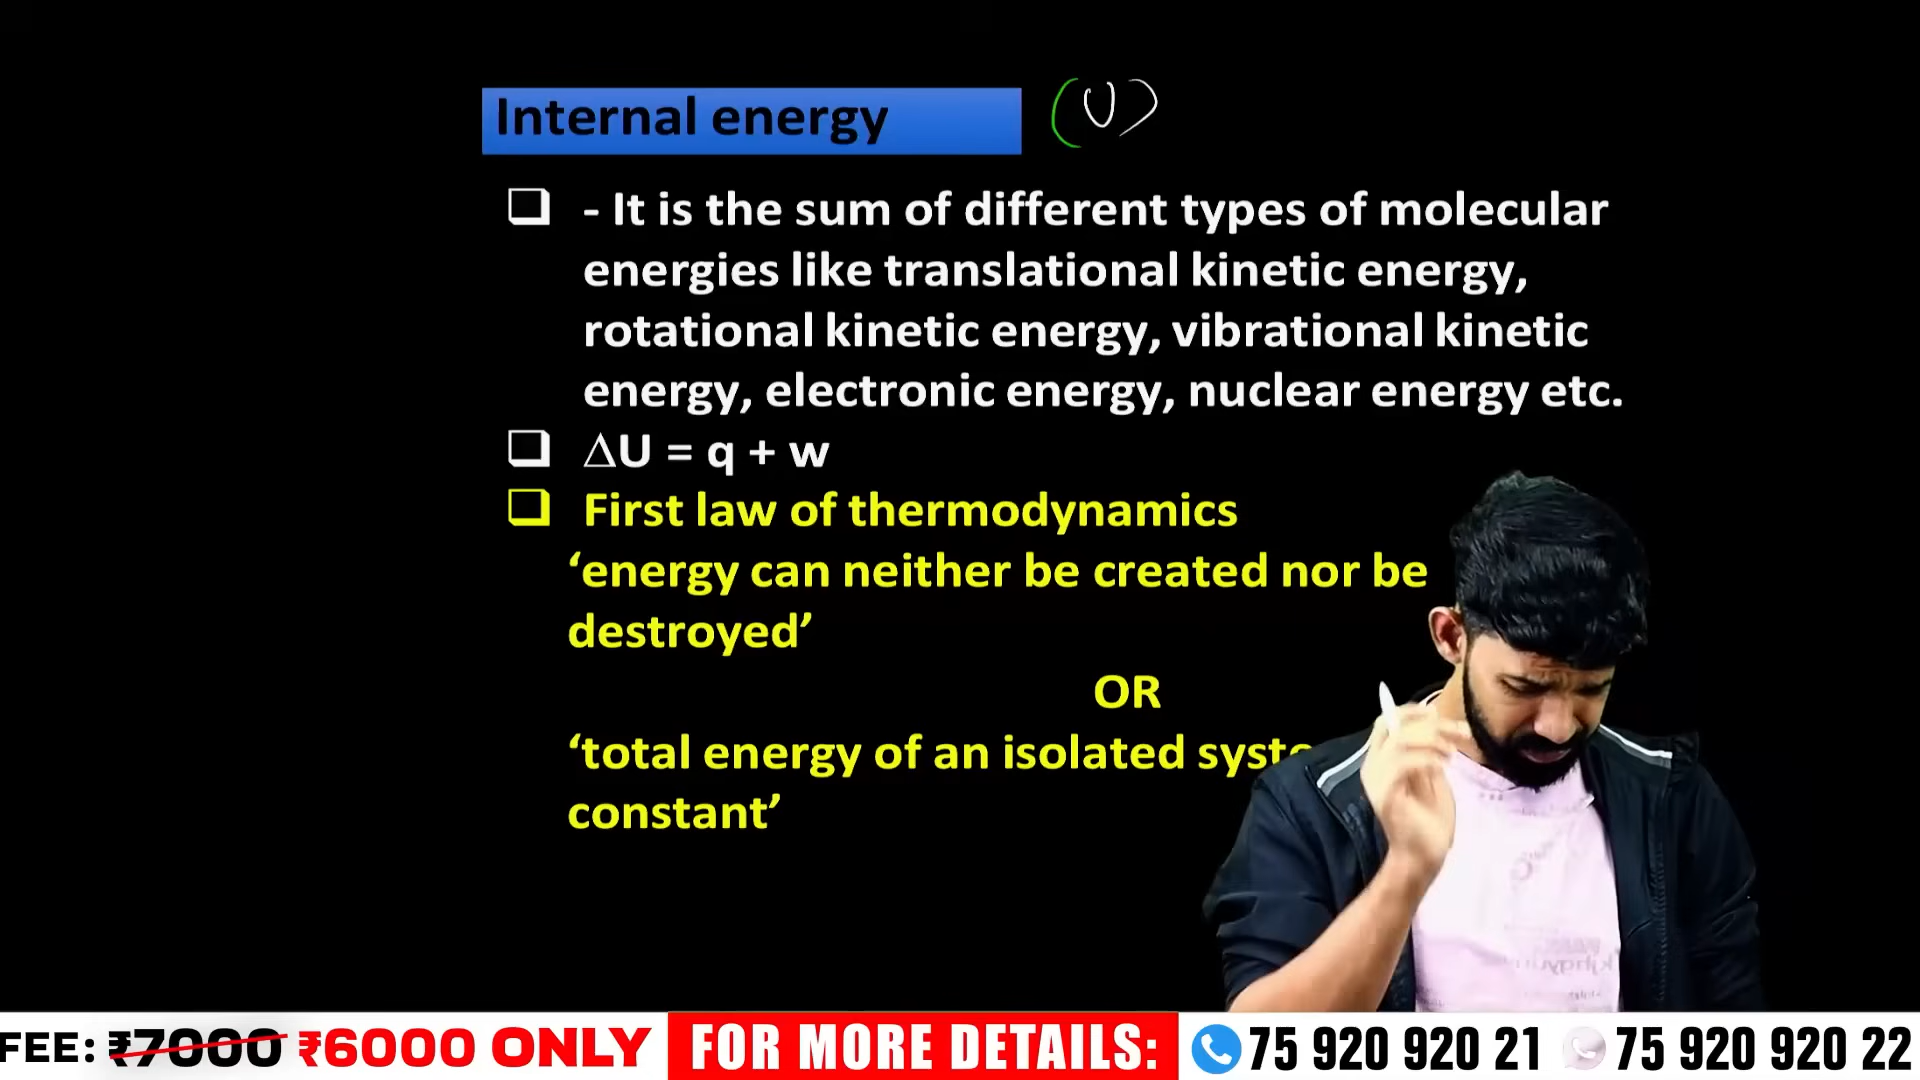 Internal energy (U)
- It is the sum of different types of molecular
energies like translational kinetic energy,
rotational kinetic energy, vibrational kinetic
energy, electronic energy, nuclear energy etc.
∆U = q + w
First law of thermodynamics
‘energy can neither be created nor be
destroyed’
OR
‘total energy of an isolated
constant’
FEE: ₹7000 ₹6000 ONLY FOR MORE DETAILS: 75 920 920 21 75 920 920 22